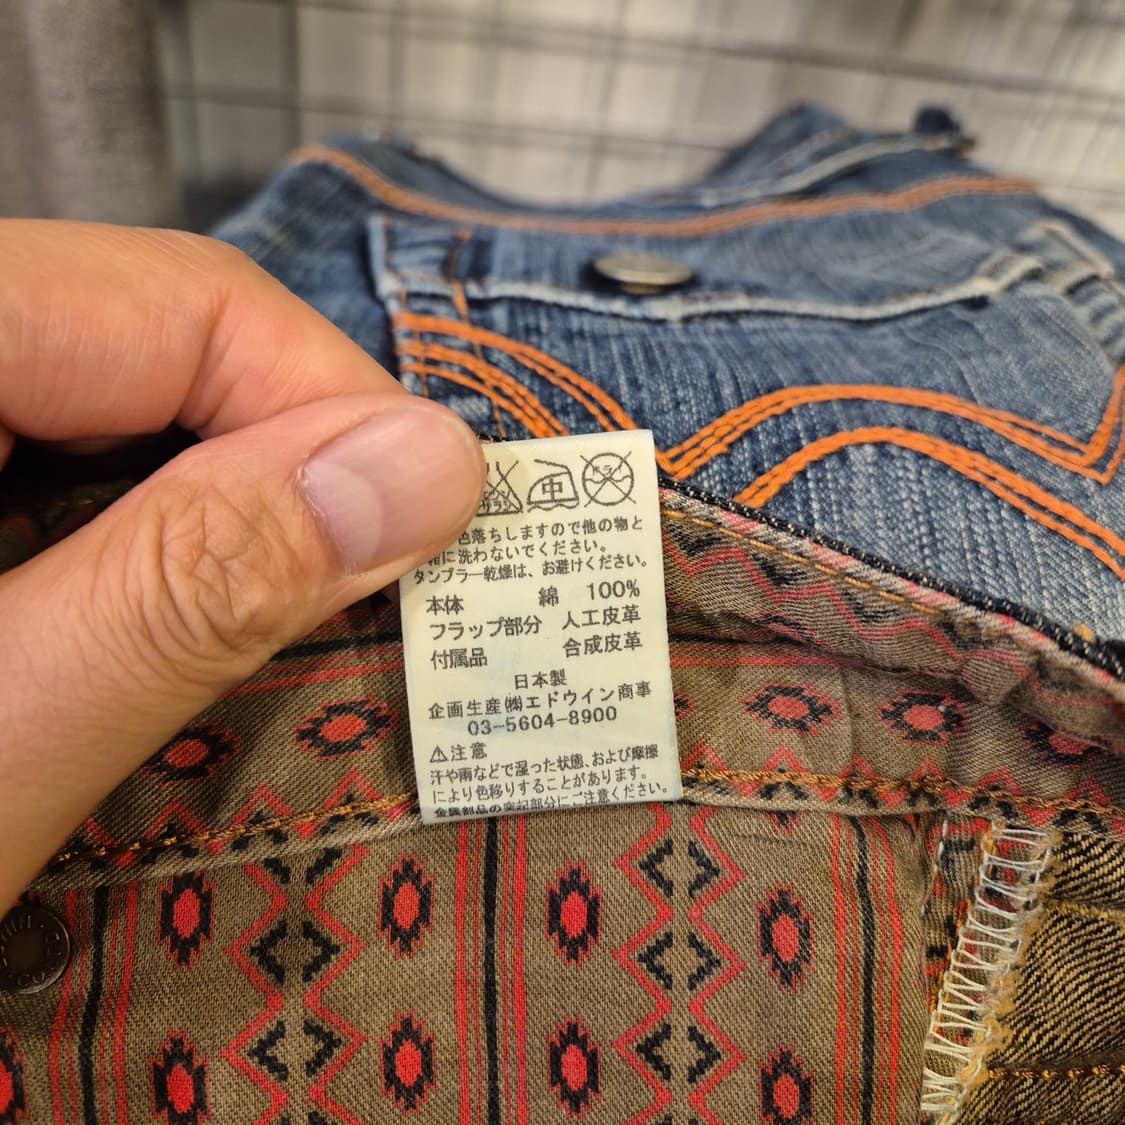 中 ドライ
色落ちしますので他の物と
緒に洗わないでください。
タンブラー乾燥は、お避けください。
本体 綿 100%
フラップ部分 人工皮革
付属品 合成皮革
日本製
企画生産㈱エドウイン商事
03-5604-8900
⚠注意
汗や雨などで湿った状態、および摩擦
により色移りすることがあります。
金属部品の突起部分にご注意ください。